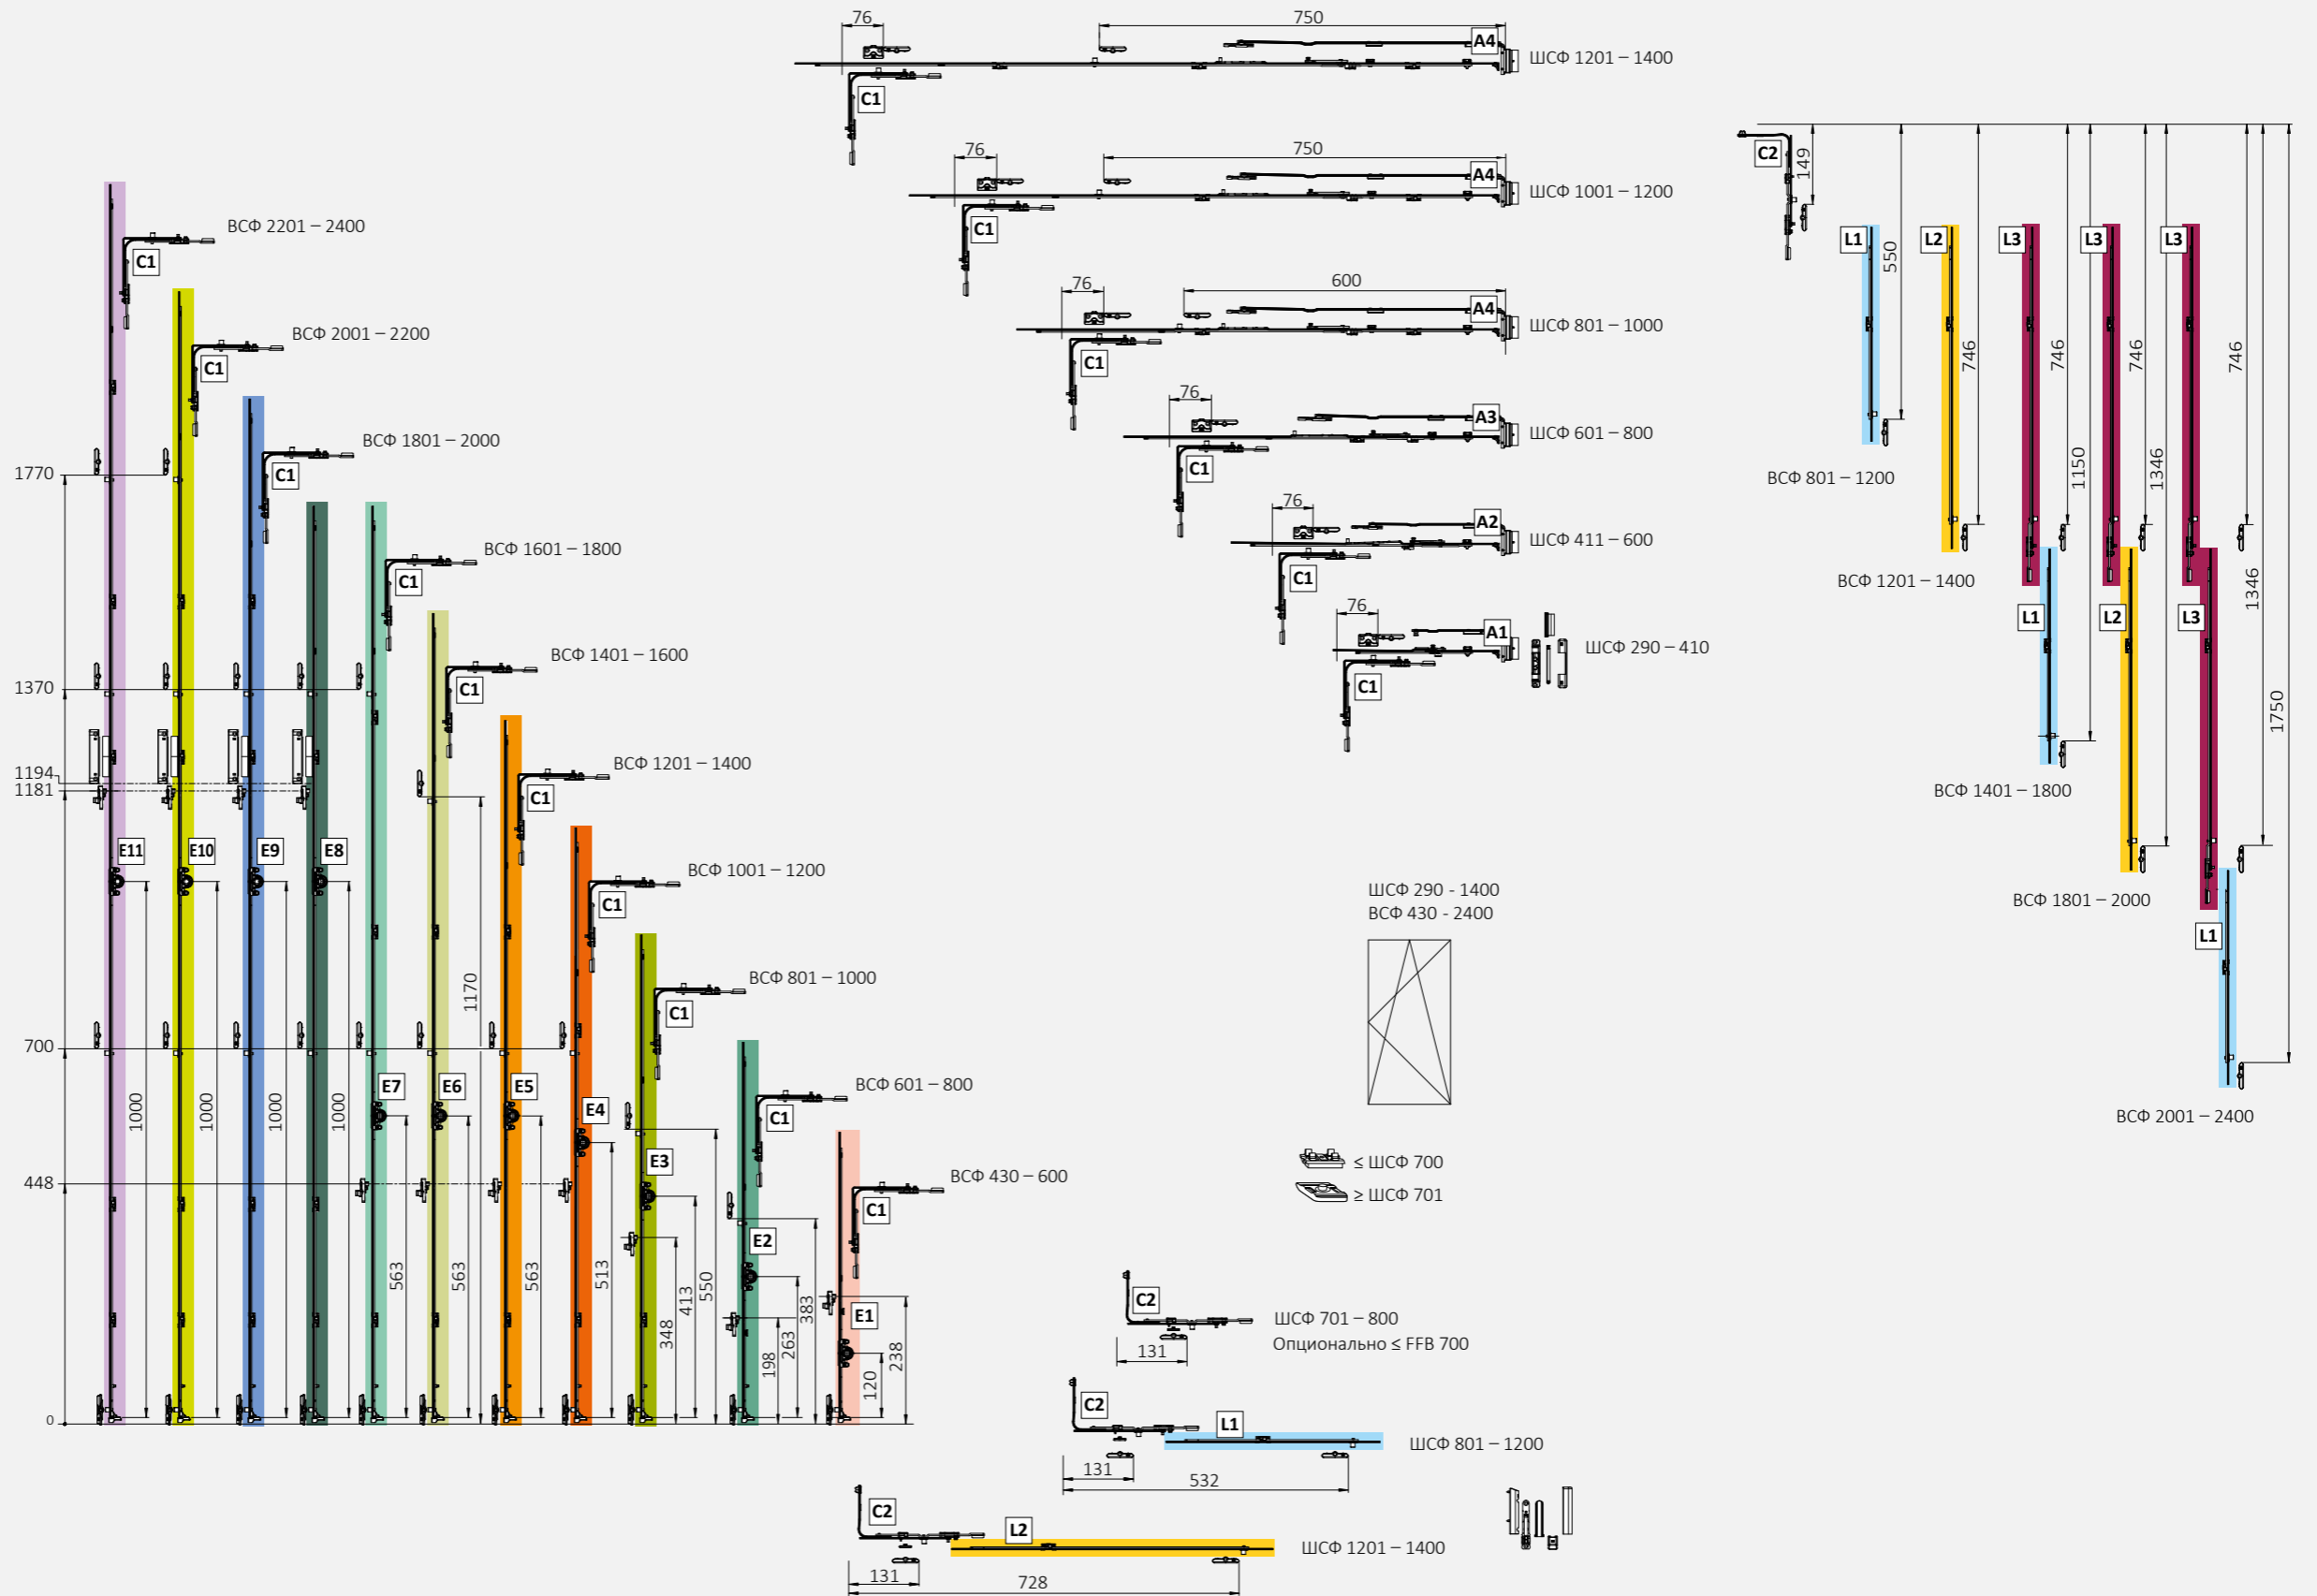 76
750
A4
ШСФ 1201 – 1400
C1
76
750
A4
ШСФ 1001 – 1200
C1
76
600
A4
ШСФ 801 – 1000
C1
76
A3
ШСФ 601 – 800
C1
76
A2
ШСФ 411 – 600
C1
76
A1
ШСФ 290 – 410
C1
ВСФ 2201 – 2400
C1
ВСФ 2001 – 2200
C1
ВСФ 1801 – 2000
C1
ВСФ 1601 – 1800
C1
ВСФ 1401 – 1600
C1
ВСФ 1201 – 1400
C1
ВСФ 1001 – 1200
C1
ВСФ 801 – 1000
C1
ВСФ 601 – 800
C1
ВСФ 430 – 600
C1
1770
1370
1194
1181
700
448
0
E11
E10
E9
E8
E7
E6
E5
E4
E3
E2
E1
1000
1000
1000
1000
563
563
1170
563
513
348
413
550
198
263
383
120
238
C2
149
L1
550
ВСФ 801 – 1200
L2
746
ВСФ 1201 – 1400
L3
746
L1
1150
ВСФ 1401 – 1800
L3
746
L2
1346
ВСФ 1801 – 2000
L3
746
L3
1346
L1
1750
ВСФ 2001 – 2400
ШСФ 290 - 1400
ВСФ 430 - 2400
≤ ШСФ 700
≥ ШСФ 701
C2
ШСФ 701 – 800
Опционально ≤ FFB 700
131
C2
L1
ШСФ 801 – 1200
131
532
C2
L2
ШСФ 1201 – 1400
131
728